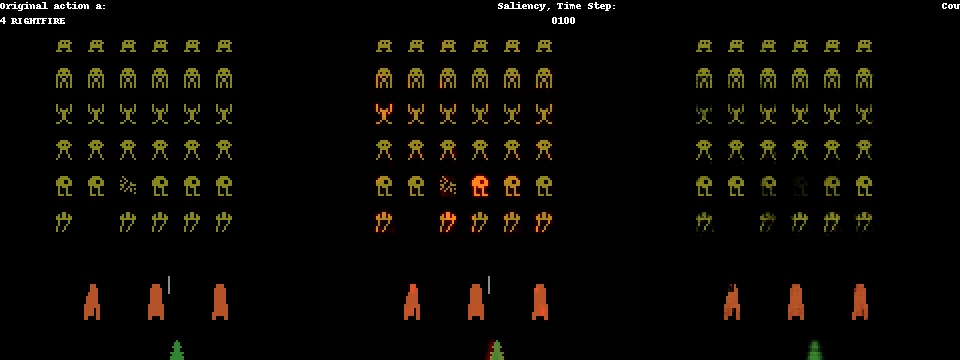 Original action a:
4 RIGHTFIRE
Saliency, Time Step:
0100
Cou